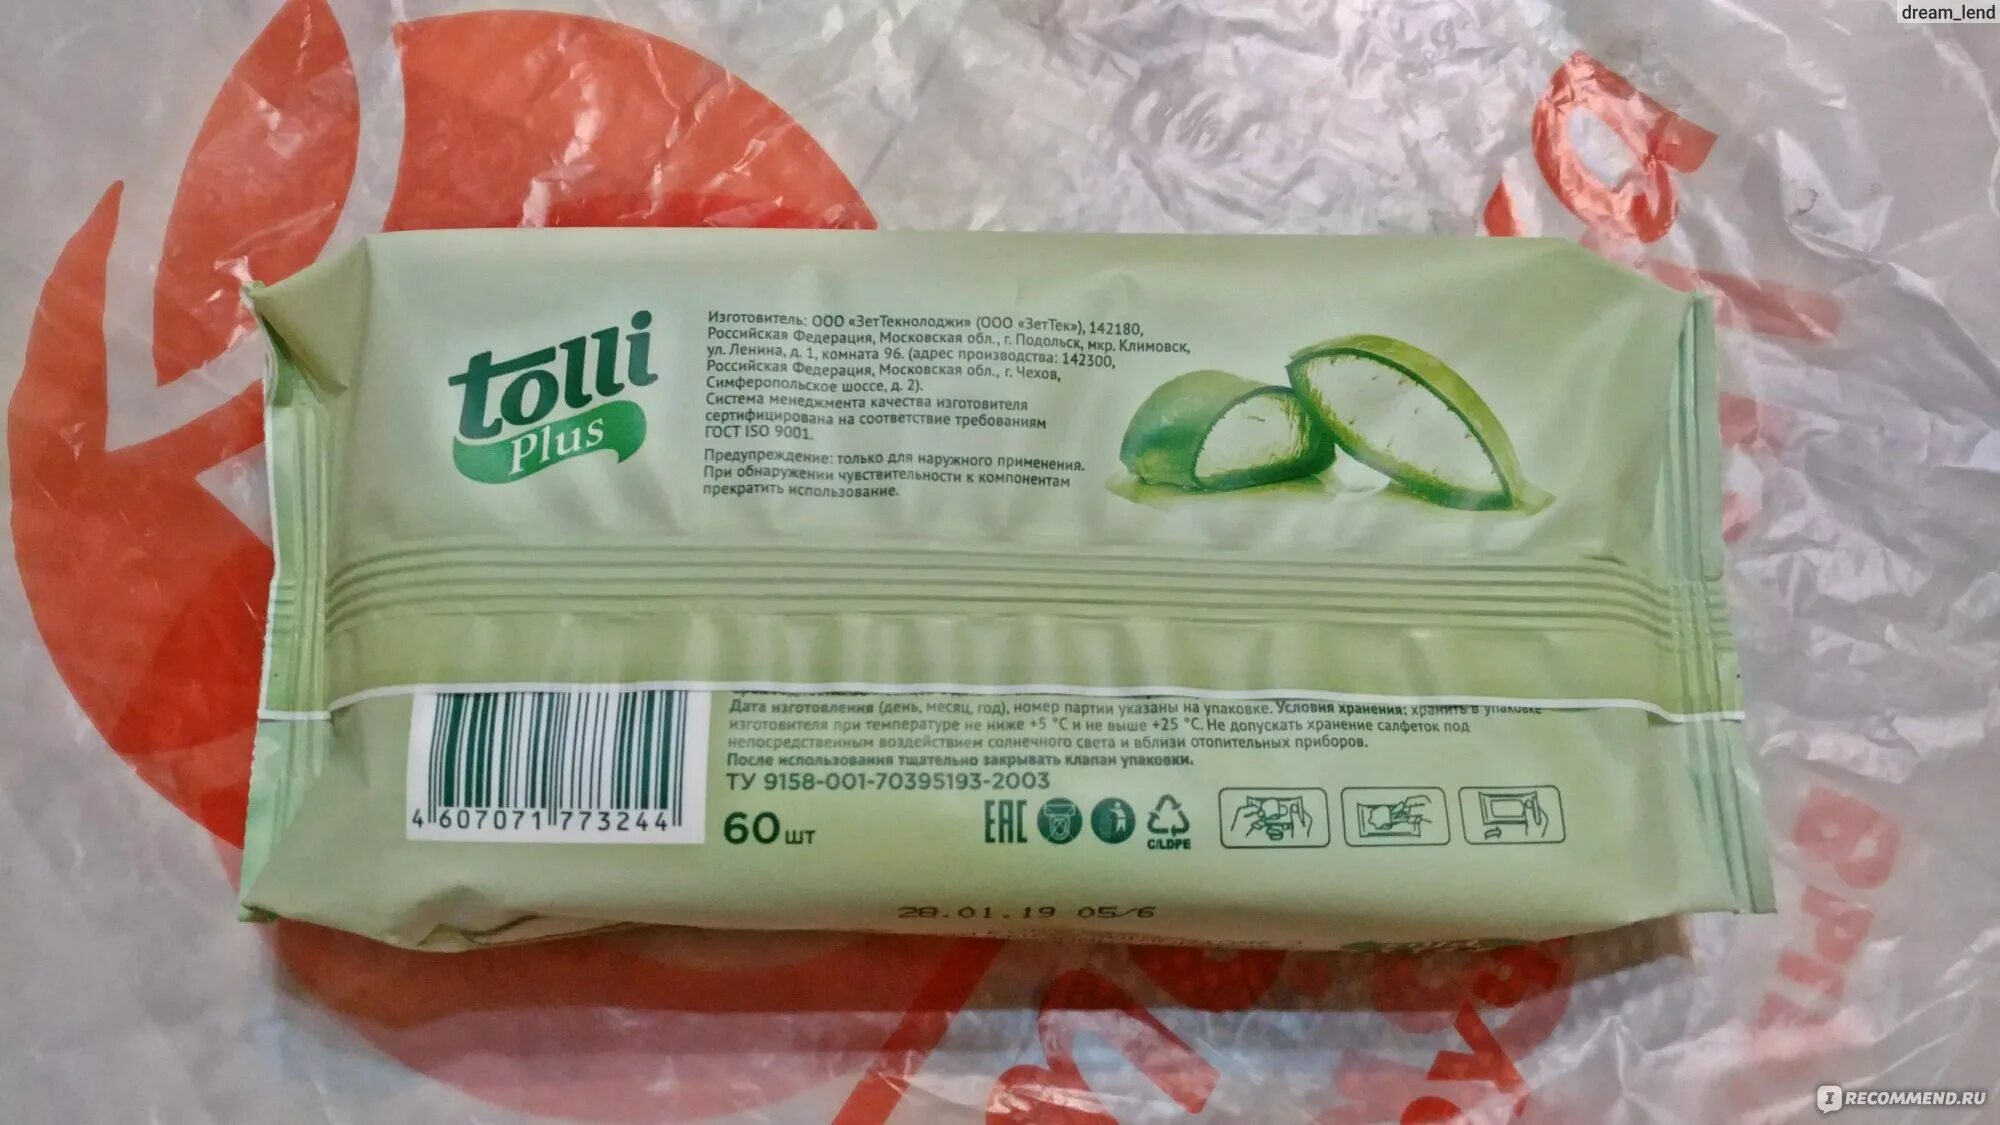 dream_lend
tolli
Plus
Изготовитель: ООО «ЗетТекнолоджи» (ООО «ЗетТек»), 142180,
Российская Федерация, Московская обл., г. Подольск, мкр. Климовск,
ул. Ленина, д. 1, комната 96. (адрес производства: 142300,
Российская Федерация, Московская обл., г. Чехов,
Симферопольское шоссе, д. 2).
Система менеджмента качества изготовителя
сертифицирована на соответствие требованиям
ГОСТ ISO 9001.
Предупреждение: только для наружного применения.
При обнаружении чувствительности к компонентам
прекратить использование.
Дата изготовления (день, месяц, год), номер партии указаны на упаковке. Условия хранения: хранить в упаковке
изготовителя при температуре не ниже +5 °С и не выше +25 °С. Не допускать хранение салфеток под
непосредственным воздействием солнечного света и вблизи отопительных приборов.
После использования тщательно закрывать клапан упаковки.
ТУ 9158-001-70395193-2003
4 607071 773244
60 шт
EAC
C/LDPE
28.01.19 05/6
IRECOMMEND.RU